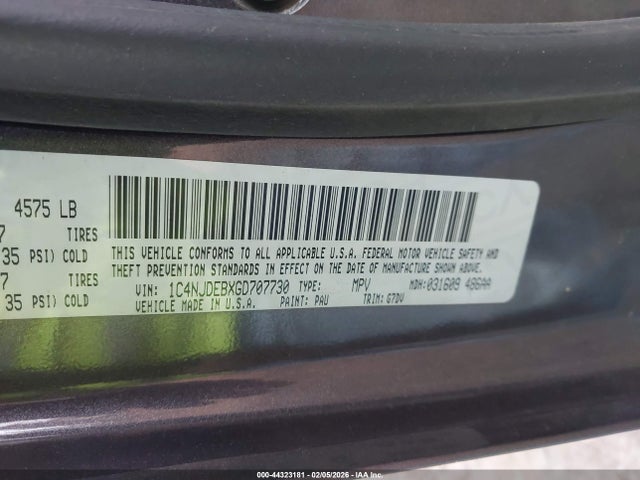 4575 LB
7 TIRES
35 PSI) COLD
7 TIRES
35 PSI) COLD
THIS VEHICLE CONFORMS TO ALL APPLICABLE U.S.A. FEDERAL MOTOR VEHICLE SAFETY AND
THEFT PREVENTION STANDARDS IN EFFECT ON THE DATE OF MANUFACTURE SHOWN ABOVE.
VIN: 1C4NJDEBXGD707730 TYPE: MPV MDH:031609 486AA
VEHICLE MADE IN U.S.A. PAINT: PAU TRIM: G7DV
000-44323181 - 02/05/2026 - IAA Inc.